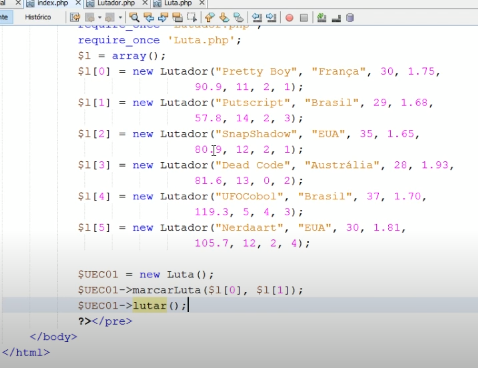 index.php x Lutador.php x Luta.php x
Histórico
require_once 'Lutador.php';
require_once 'Luta.php';
$l = array();
$l[0] = new Lutador("Pretty Boy", "França", 30, 1.75,
90.9, 11, 2, 1);
$l[1] = new Lutador("Putscript", "Brasil", 29, 1.68,
57.8, 14, 2, 3);
$l[2] = new Lutador("SnapShadow", "EUA", 35, 1.65,
80.9, 12, 2, 1);
$l[3] = new Lutador("Dead Code", "Austrália", 28, 1.93,
81.6, 13, 0, 2);
$l[4] = new Lutador("UFOCobol", "Brasil", 37, 1.70,
119.3, 5, 4, 3);
$l[5] = new Lutador("Nerdaart", "EUA", 30, 1.81,
105.7, 12, 2, 4);
$UEC01 = new Luta();
$UEC01->marcarLuta($l[0], $l[1]);
$UEC01->lutar();
?></pre>
</body>
</html>